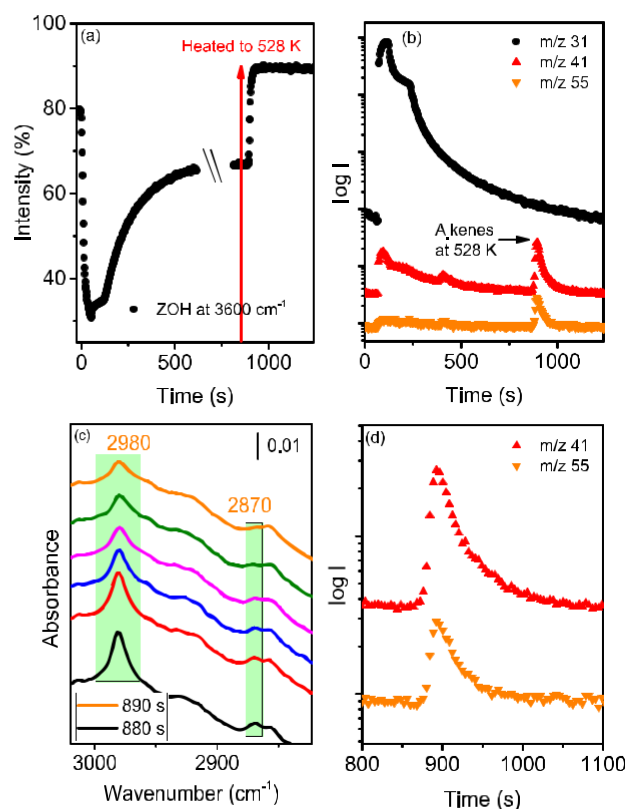 (a)
Heated to 528 K
Intensity (%)
100
80
60
40
ZOH at 3600 cm⁻¹
0 500 1000
Time (s)
(b)
m/z 31
m/z 41
m/z 55
log I
A kenes
at 528 K
0 500 1000
Time (s)
(c)
2980
0.01
2870
Absorbance
890 s
880 s
3000 2900
Wavenumber (cm⁻¹)
(d)
m/z 41
m/z 55
log I
800 900 1000 1100
Time (s)